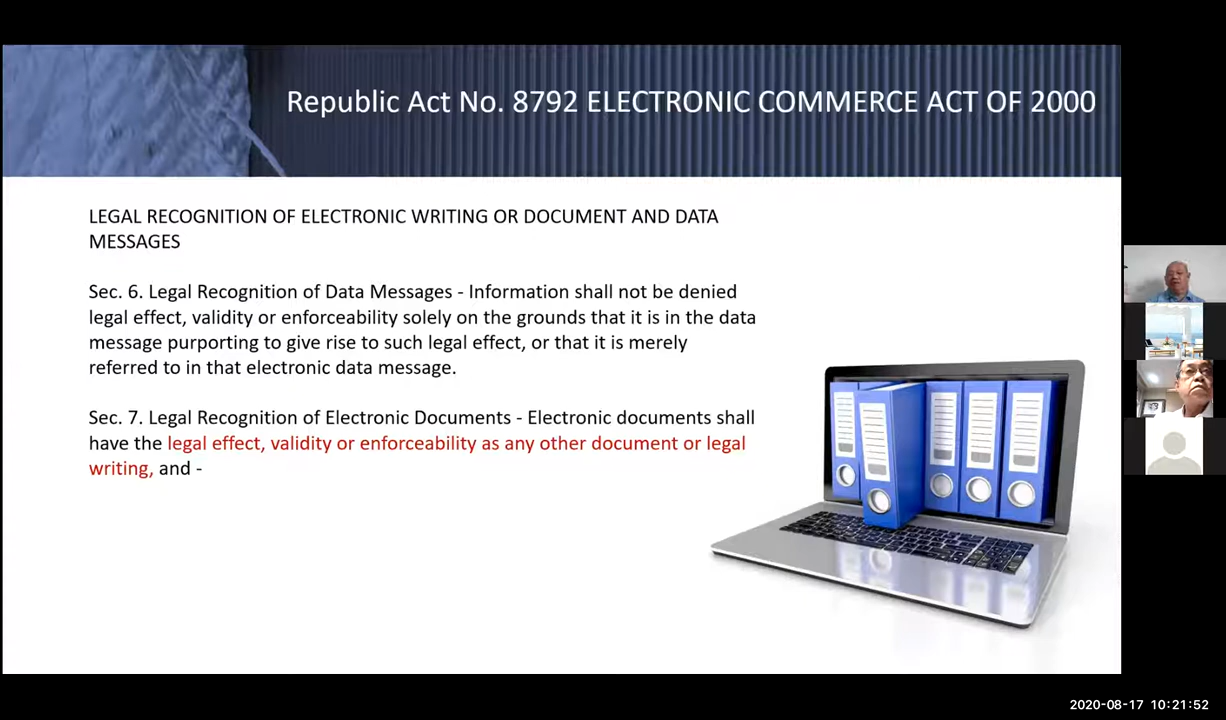 Republic Act No. 8792 ELECTRONIC COMMERCE ACT OF 2000
LEGAL RECOGNITION OF ELECTRONIC WRITING OR DOCUMENT AND DATA
MESSAGES
Sec. 6. Legal Recognition of Data Messages - Information shall not be denied
legal effect, validity or enforceability solely on the grounds that it is in the data
message purporting to give rise to such legal effect, or that it is merely
referred to in that electronic data message.
Sec. 7. Legal Recognition of Electronic Documents - Electronic documents shall
have the legal effect, validity or enforceability as any other document or legal
writing, and -
2020-08-17 10:21:52